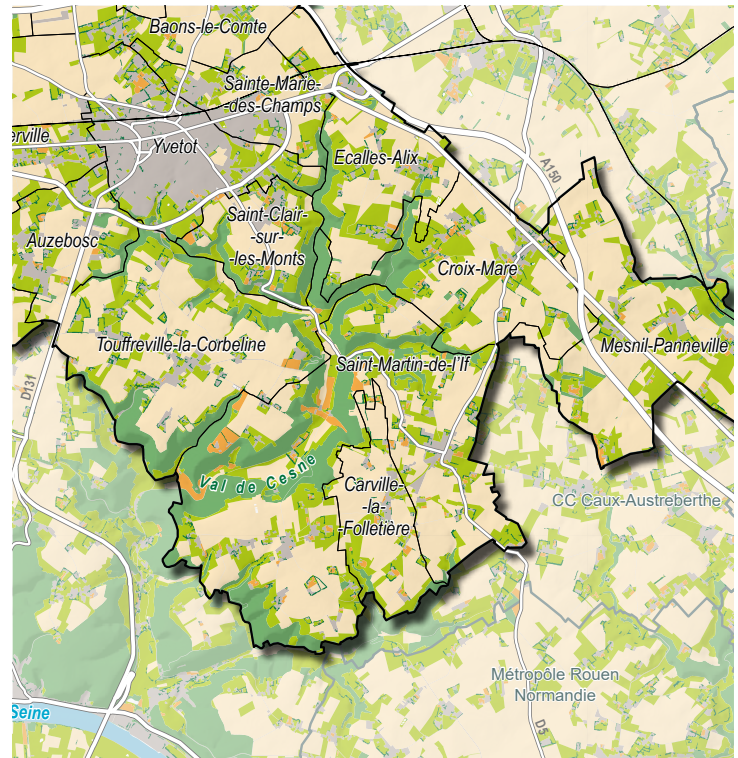 Baons-le-Comte
Sainte-Marie-
-des-Champs
erville
Yvetot
Ecalles-Alix
A150
Saint-Clair-
-sur-
-les-Monts
Auzebosc
Croix-Mare
Touffreville-la-Corbeline
Mesnil-Panneville
Saint-Martin-de-l'If
D131
Val de Cesne
Carville-
-la-
-Folletière
CC Caux-Austreberthe
Métropole Rouen
Normandie
Seine
D5